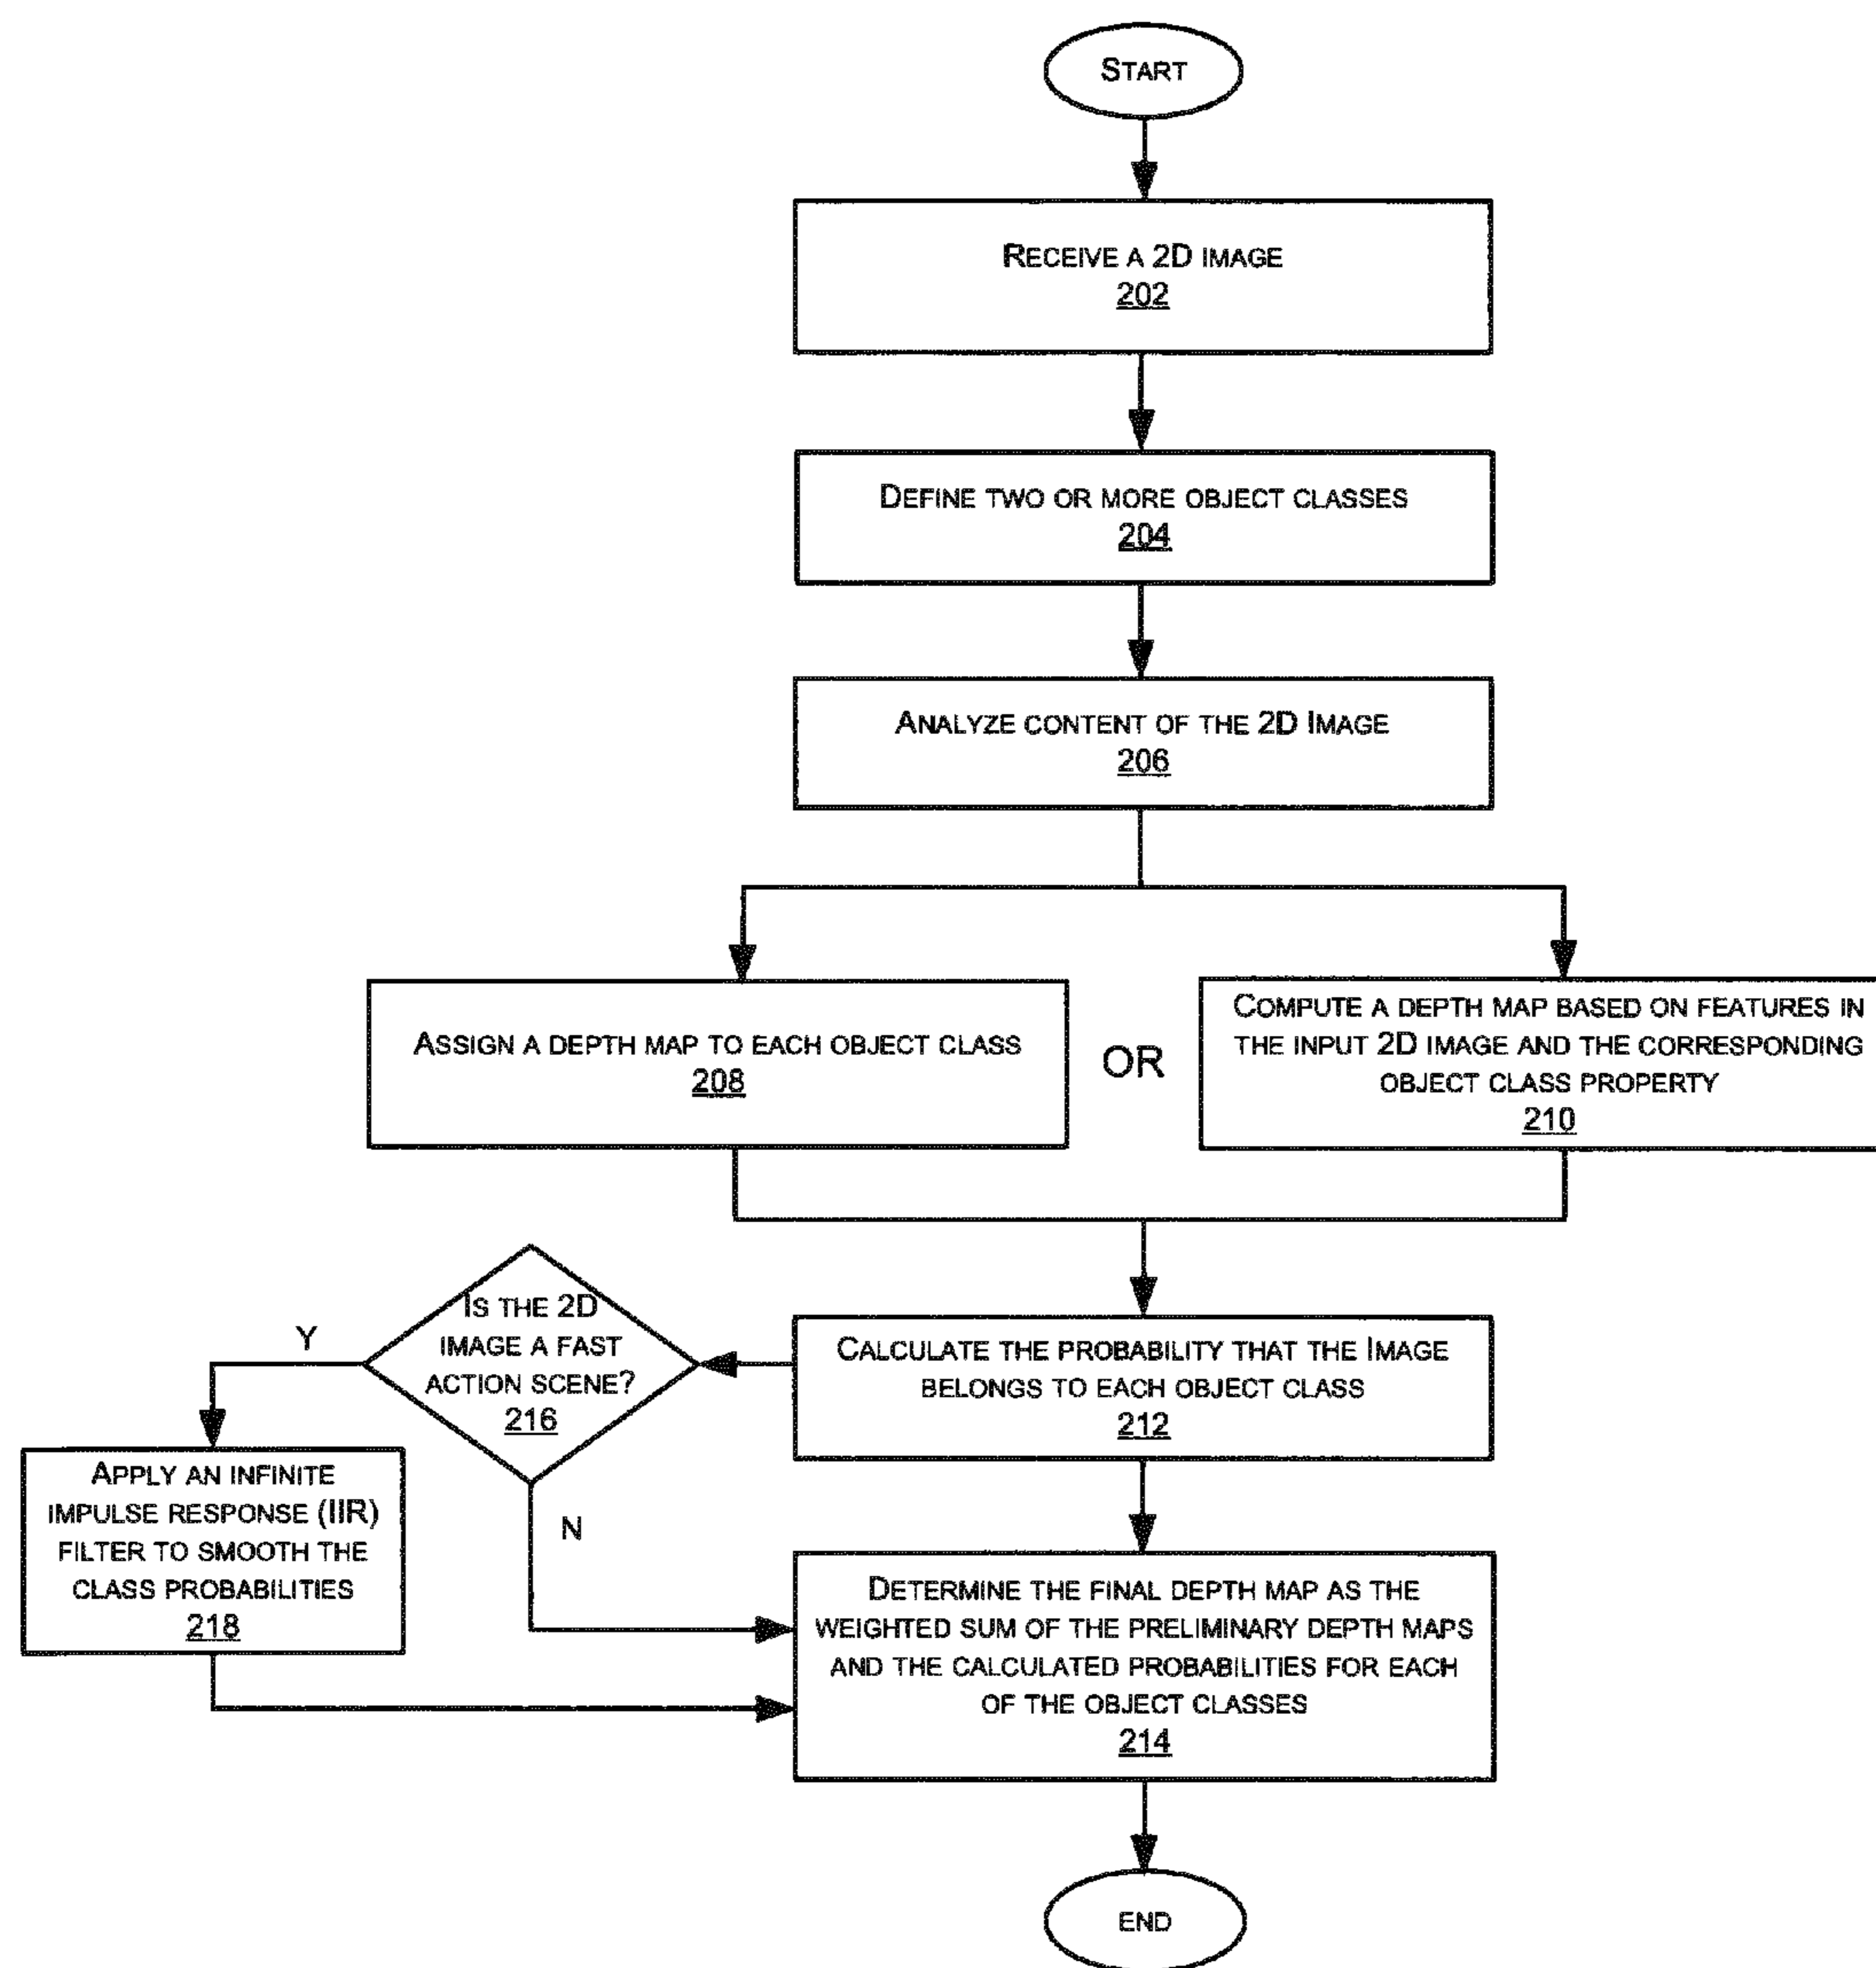 START
RECEIVE A 2D IMAGE
202
DEFINE TWO OR MORE OBJECT CLASSES
204
ANALYZE CONTENT OF THE 2D IMAGE
206
ASSIGN A DEPTH MAP TO EACH OBJECT CLASS
208
OR
COMPUTE A DEPTH MAP BASED ON FEATURES IN
THE INPUT 2D IMAGE AND THE CORRESPONDING
OBJECT CLASS PROPERTY
210
CALCULATE THE PROBABILITY THAT THE IMAGE
BELONGS TO EACH OBJECT CLASS
212
IS THE 2D
IMAGE A FAST
ACTION SCENE?
216
Y
N
APPLY AN INFINITE
IMPULSE RESPONSE (IIR)
FILTER TO SMOOTH THE
CLASS PROBABILITIES
218
DETERMINE THE FINAL DEPTH MAP AS THE
WEIGHTED SUM OF THE PRELIMINARY DEPTH MAPS
AND THE CALCULATED PROBABILITIES FOR EACH
OF THE OBJECT CLASSES
214
END